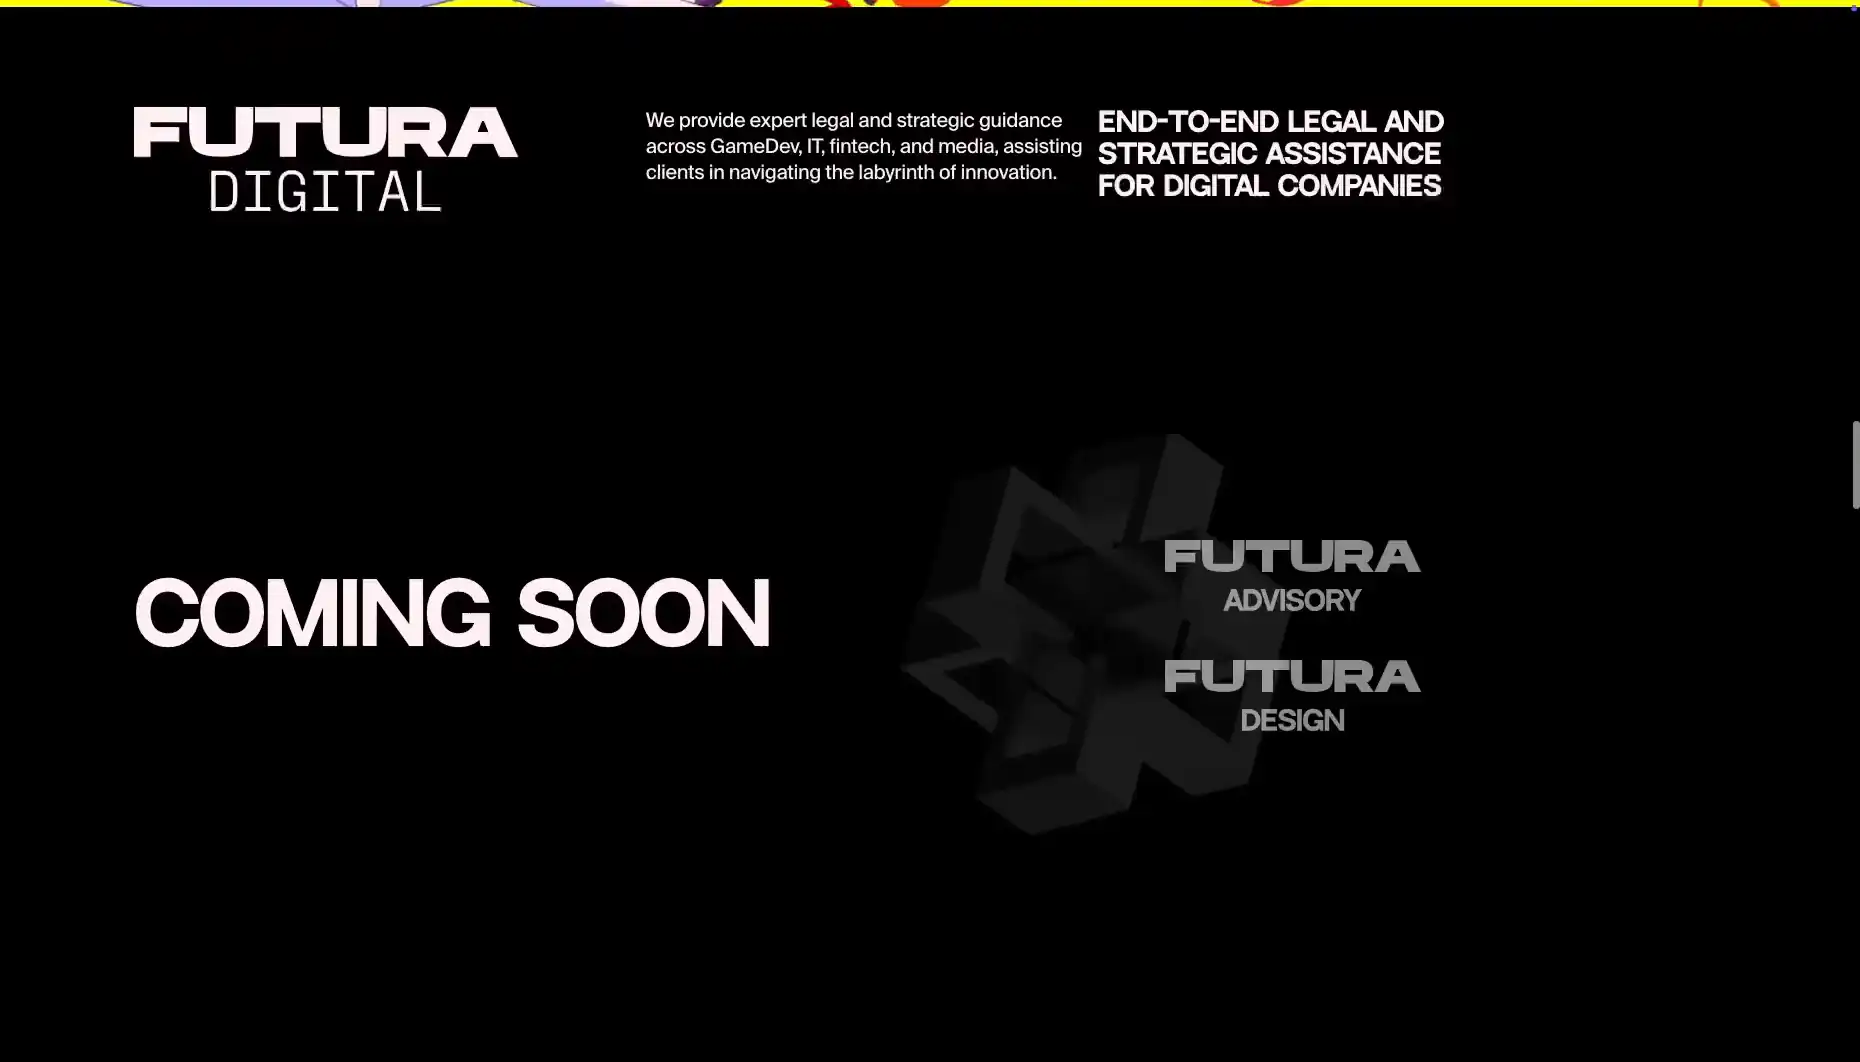 FUTURA
DIGITAL
We provide expert legal and strategic guidance
across GameDev, IT, fintech, and media, assisting
clients in navigating the labyrinth of innovation.
END-TO-END LEGAL AND
STRATEGIC ASSISTANCE
FOR DIGITAL COMPANIES
COMING SOON
FUTURA
ADVISORY
FUTURA
DESIGN